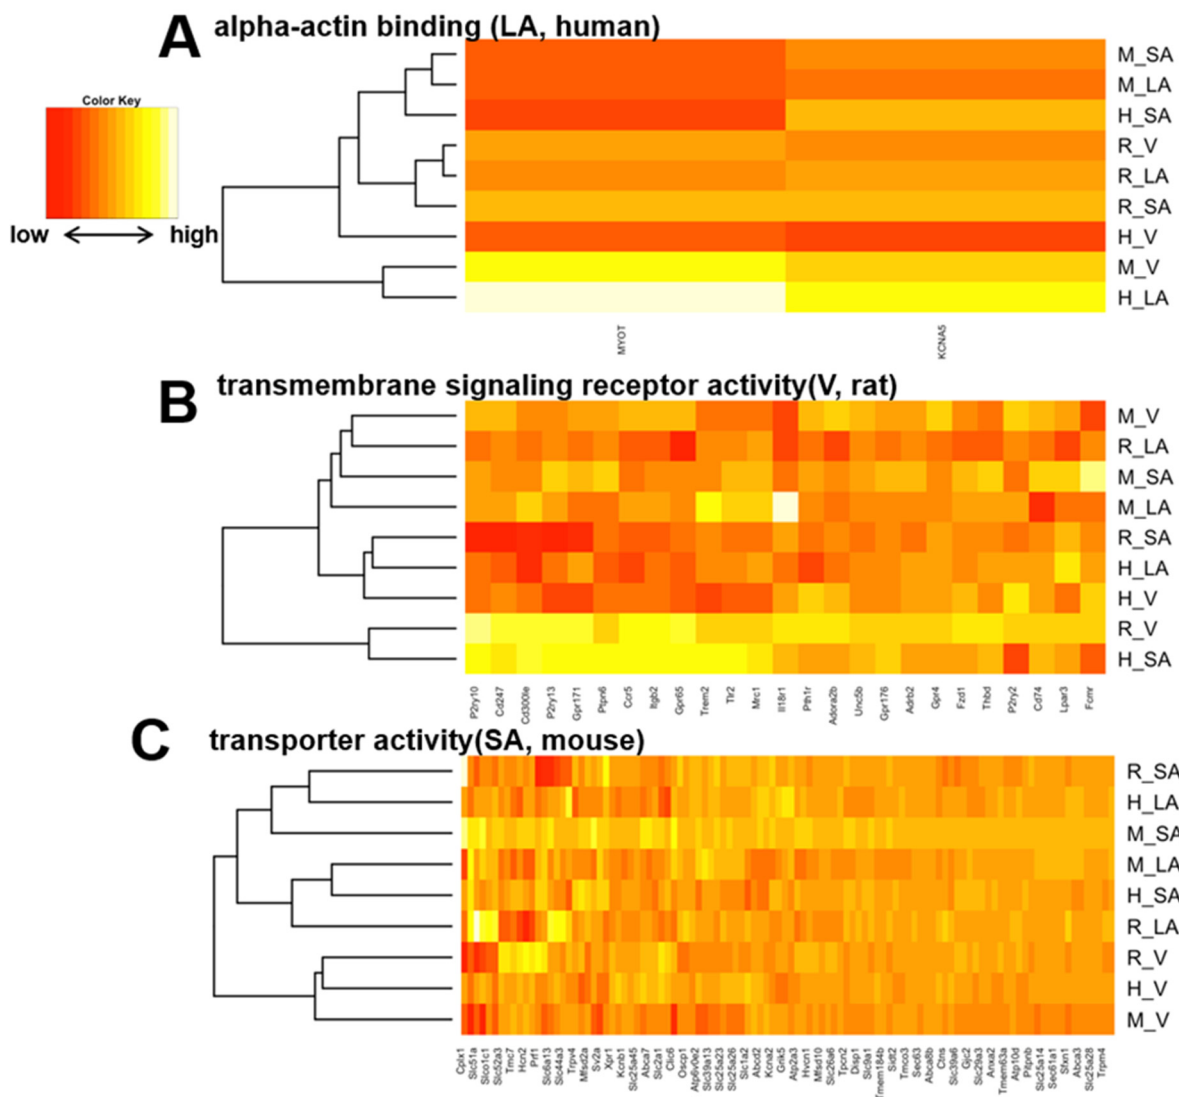 A alpha-actin binding (LA, human)
Color Key
low high
M_SA
M_LA
H_SA
R_V
R_LA
R_SA
H_V
M_V
H_LA
MYOT KCNA5
B transmembrane signaling receptor activity(V, rat)
M_V
R_LA
M_SA
M_LA
R_SA
H_LA
H_V
R_V
H_SA
P2ry10 Cd247 Cd300le P2ry13 Gpr171 Ptpn6 Ccr5 Itgb2 Gpr65 Trem2 Tlr2 Mrc1 Il18r1 Pth1r Adora2b Unc5b Gpr176 Adrb2 Gpr4 Fzd1 Thbd P2ry2 Cd74 Lpar3 Fcmr
C transporter activity(SA, mouse)
R_SA
H_LA
M_SA
M_LA
H_SA
R_LA
R_V
H_V
M_V
Cplx1 Slc51a Slco1c1 Slc52a3 Tmc7 Hcn2 Prf1 Slc6a13 Slc44a3 Trpv4 Mfsd2a Sv2a Xpr1 Kcnb1 Slc25a45 Abca7 Slc2a1 Clic6 Oscp1 Atp6v0e2 Slc39a13 Slc25a23 Slc25a26 Slc1a2 Abcd2 Kcna2 Grik5 Atp2a3 Hvcn1 Mfsd10 Slc26a6 Tpcn2 Disp1 Slc9a1 Tmem184b Sidt2 Tmco3 Sec63 Abca8b Ctns Slc39a6 Gjc2 Slc29a3 Anxa2 Tmem63a Atp10d Pitpnb Slc25a14 Sec61a1 Sfxn1 Abca3 Slc25a28 Trpm4